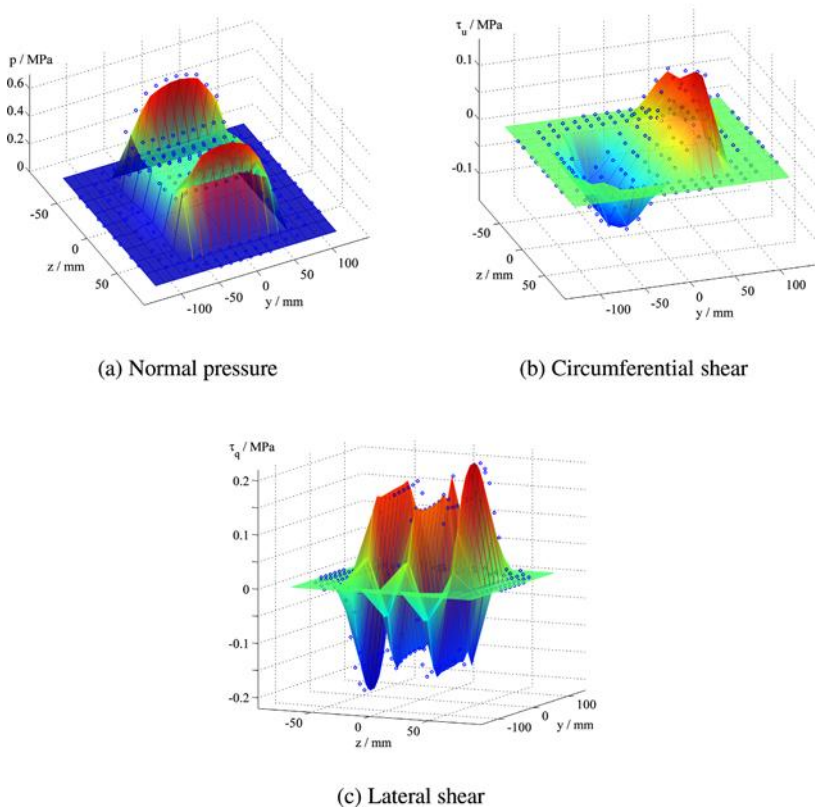 p / MPa
0.6
0.4
0.2
0
-50
0
50
z / mm
-100
-50
0
50
100
y / mm
(a) Normal pressure
τu / MPa
0.1
0
-0.1
-50
0
50
z / mm
-100
-50
0
50
100
y / mm
(b) Circumferential shear
τq / MPa
0.2
0.1
0
-0.1
-0.2
-50
0
50
z / mm
-100
0
100
y / mm
(c) Lateral shear